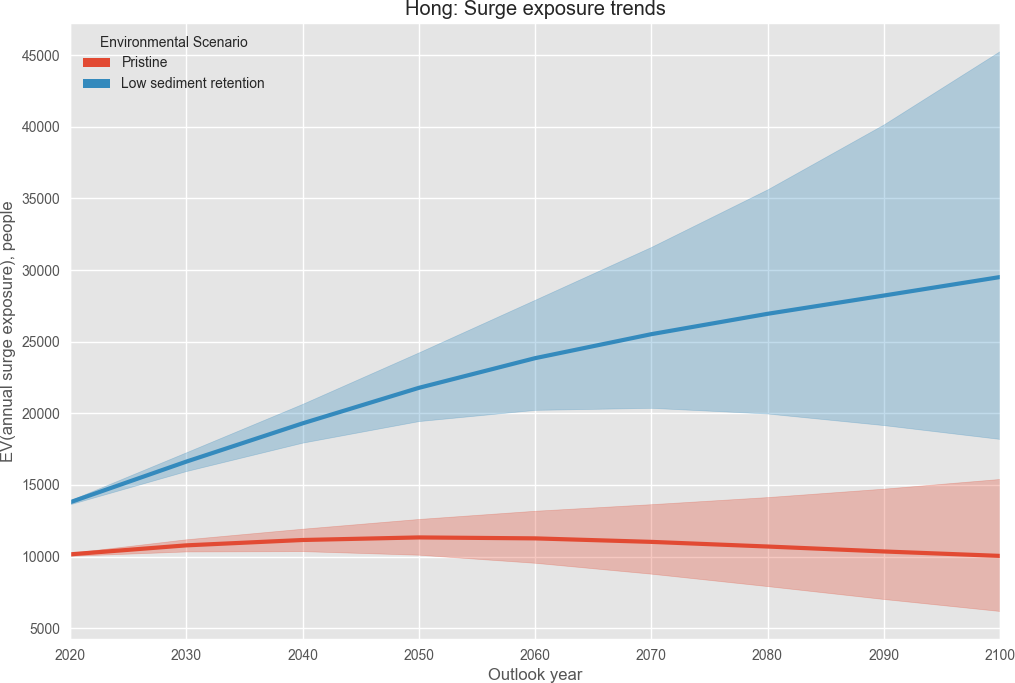 Hong: Surge exposure trends
Environmental Scenario
Pristine
Low sediment retention
EV(annual surge exposure), people
45000
40000
35000
30000
25000
20000
15000
10000
5000
2020 2030 2040 2050 2060 2070 2080 2090 2100
Outlook year